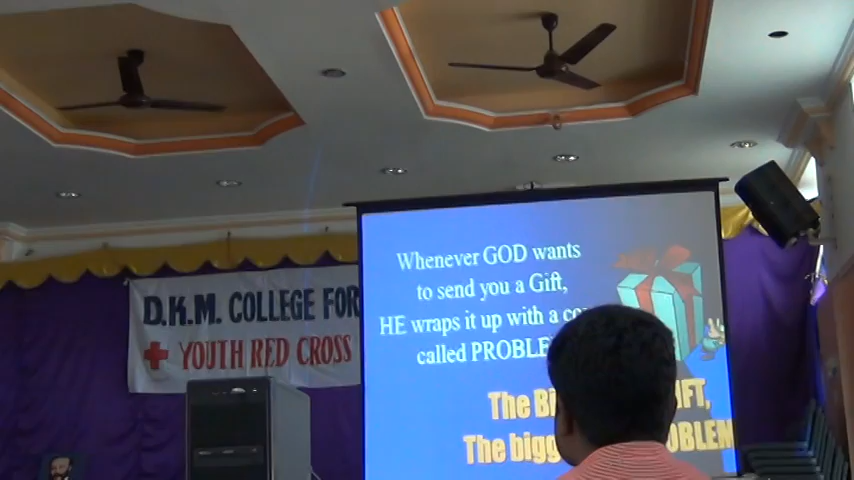 D.K.M. COLLEGE FOR
YOUTH RED CROSS
Whenever GOD wants
to send you a Gift,
HE wraps it up with a
called
The
The